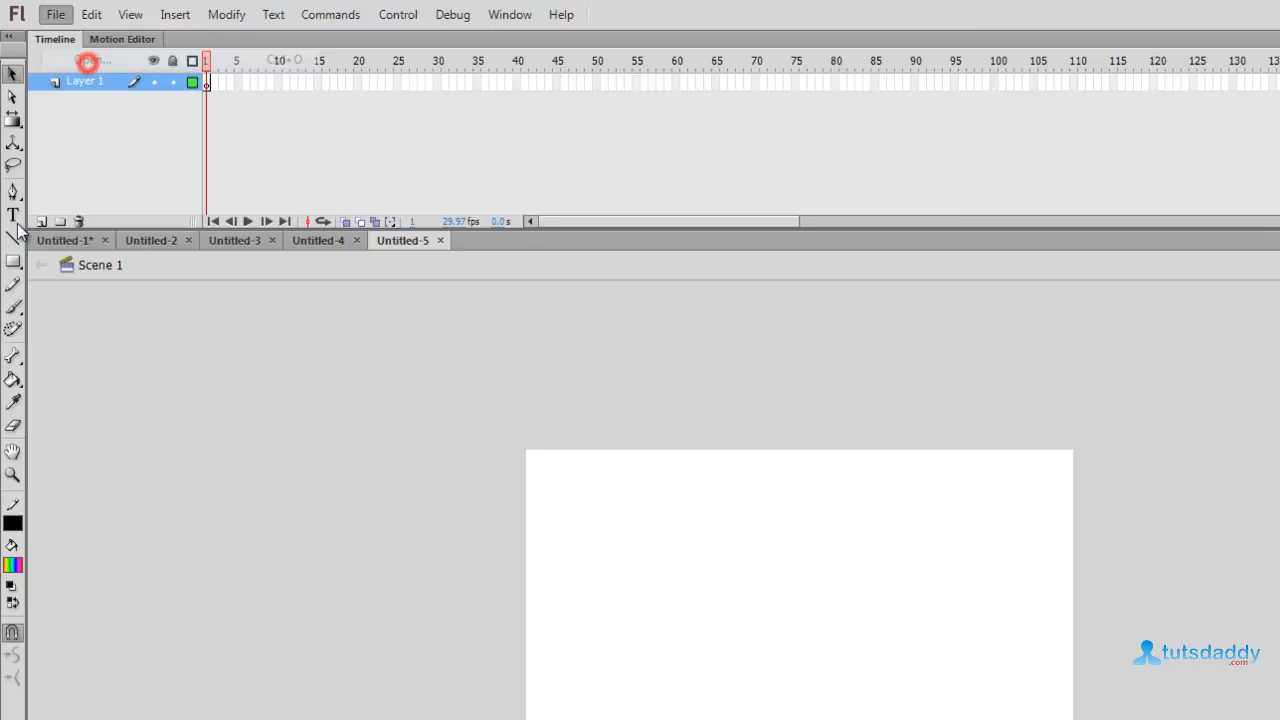 Fl File Edit View Insert Modify Text Commands Control Debug Window Help
Timeline Motion Editor
Open... Ctrl+O
1 5 10 15 20 25 30 35 40 45 50 55 60 65 70 75 80 85 90 95 100 105 110 115 120 125 130
Layer 1
T
1 29.97 fps 0.0 s
Untitled-1* × Untitled-2 × Untitled-3 × Untitled-4 × Untitled-5 ×
Scene 1
tutsdaddy
.com